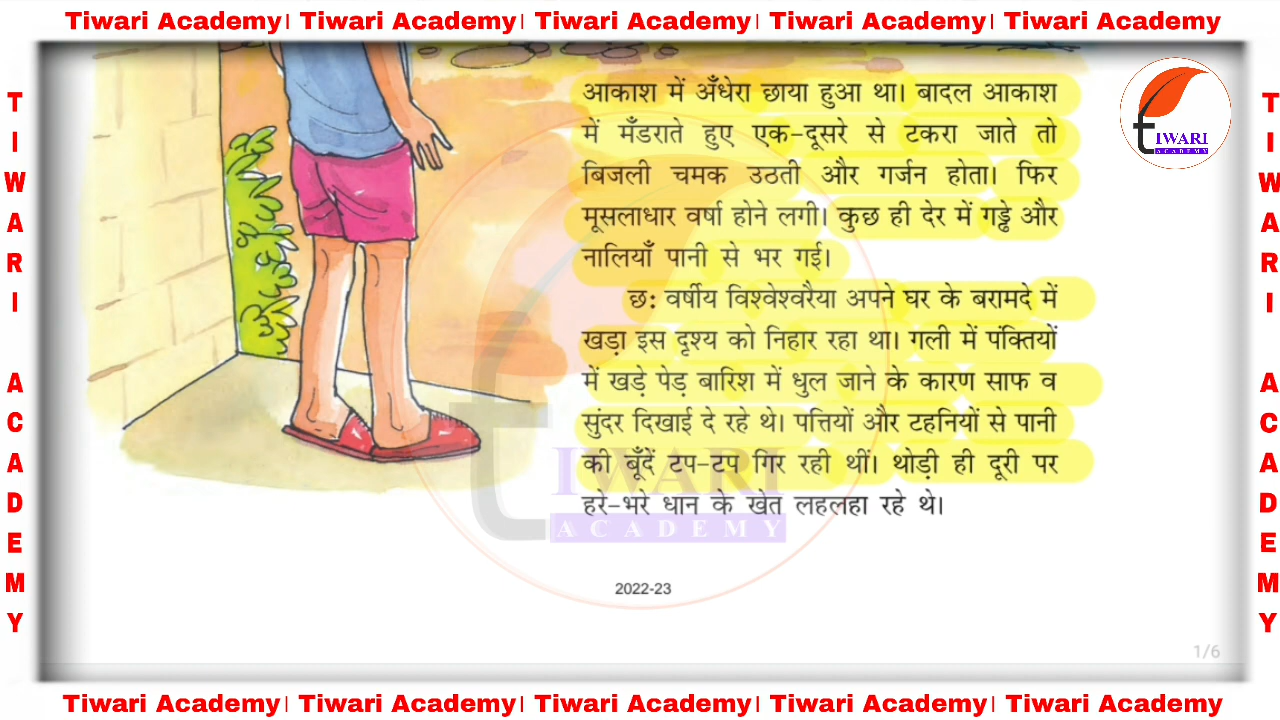 Tiwari Academy। Tiwari Academy। Tiwari Academy। Tiwari Academy। Tiwari Academy
TIWARI ACADEMY
आकाश में अँधेरा छाया हुआ था। बादल आकाश
में मँडराते हुए एक-दूसरे से टकरा जाते तो
बिजली चमक उठती और गर्जन होता। फिर
मूसलाधार वर्षा होने लगी। कुछ ही देर में गड्ढे और
नालियाँ पानी से भर गईं।
छः वर्षीय विश्वेश्वरैया अपने घर के बरामदे में
खड़ा इस दृश्य को निहार रहा था। गली में पंक्तियों
में खड़े पेड़ बारिश में धुल जाने के कारण साफ व
सुंदर दिखाई दे रहे थे। पत्तियों और टहनियों से पानी
की बूँदें टप-टप गिर रही थीं। थोड़ी ही दूरी पर
हरे-भरे धान के खेत लहलहा रहे थे।
tIWARI
ACADEMY
2022-23
1/6
tIWARI
ACADEMY
TIWARI ACADEMY
Tiwari Academy। Tiwari Academy। Tiwari Academy। Tiwari Academy। Tiwari Academy